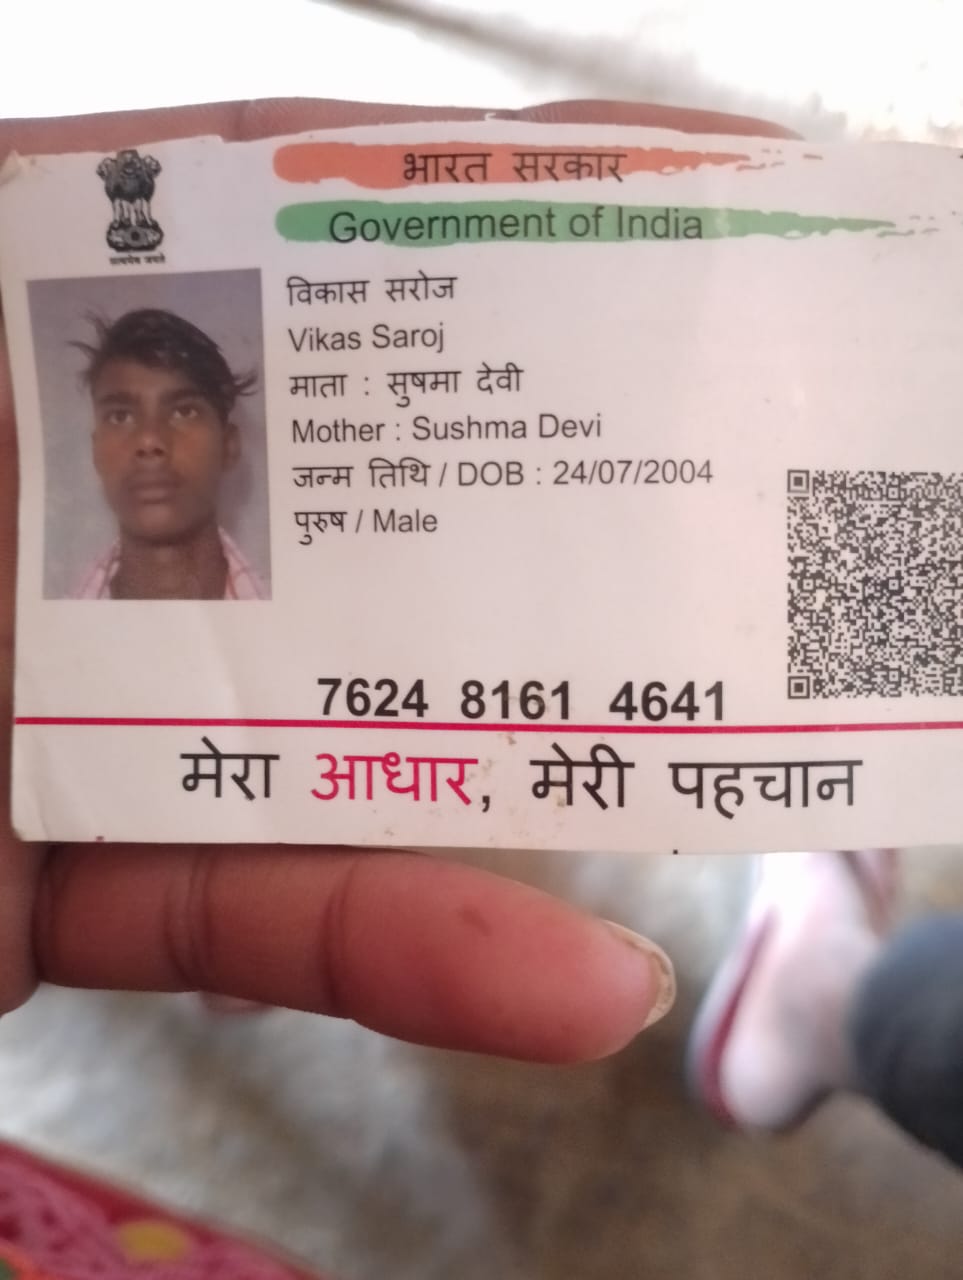 भारत सरकार
Government of India
सत्यमेव जयते
विकास सरोज
Vikas Saroj
माता : सुषमा देवी
Mother : Sushma Devi
जन्म तिथि / DOB : 24/07/2004
पुरुष / Male
7624 8161 4641
मेरा आधार, मेरी पहचान